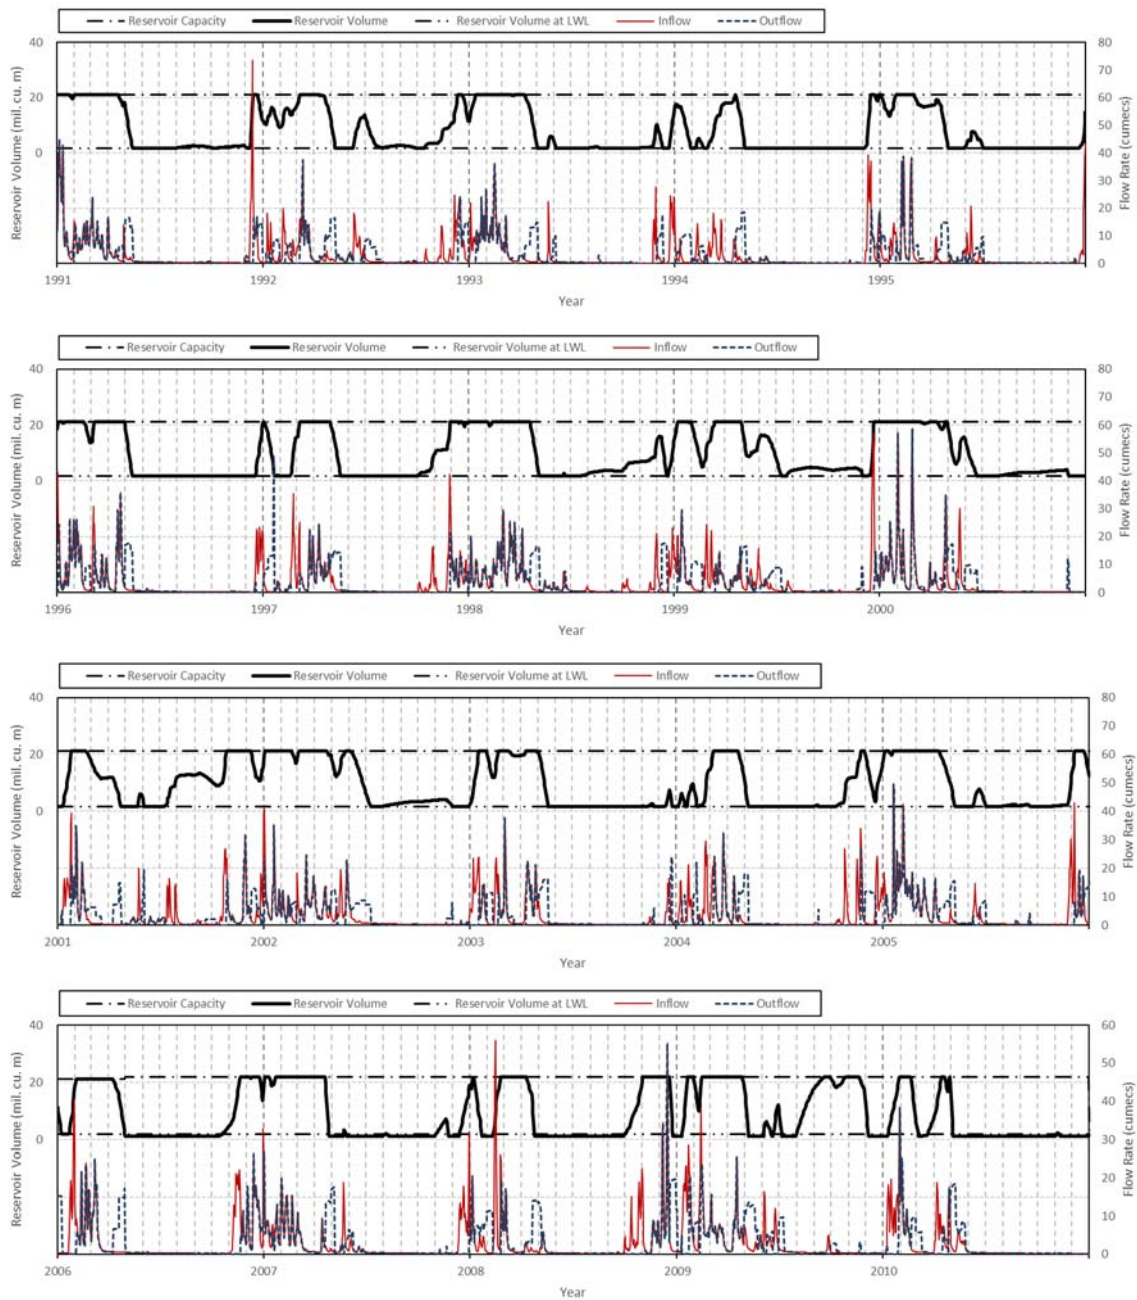 Reservoir Capacity Reservoir Volume Reservoir Volume at LWL Inflow Outflow
40 80
70
20 60
50
0 40
30
20
10
0
Reservoir Volume (mil. cu. m)
Flow Rate (cumecs)
1991 1992 1993 1994 1995
Year
Reservoir Capacity Reservoir Volume Reservoir Volume at LWL Inflow Outflow
40 80
70
20 60
50
0 40
30
20
10
0
Reservoir Volume (mil. cu. m)
Flow Rate (cumecs)
1996 1997 1998 1999 2000
Year
Reservoir Capacity Reservoir Volume Reservoir Volume at LWL Inflow Outflow
40 80
70
20 60
50
0 40
30
20
10
0
Reservoir Volume (mil. cu. m)
Flow Rate (cumecs)
2001 2002 2003 2004 2005
Year
Reservoir Capacity Reservoir Volume Reservoir Volume at LWL Inflow Outflow
40 60
50
20
40
0 30
20
10
0
Reservoir Volume (mil. cu. m)
Flow Rate (cumecs)
2006 2007 2008 2009 2010
Year